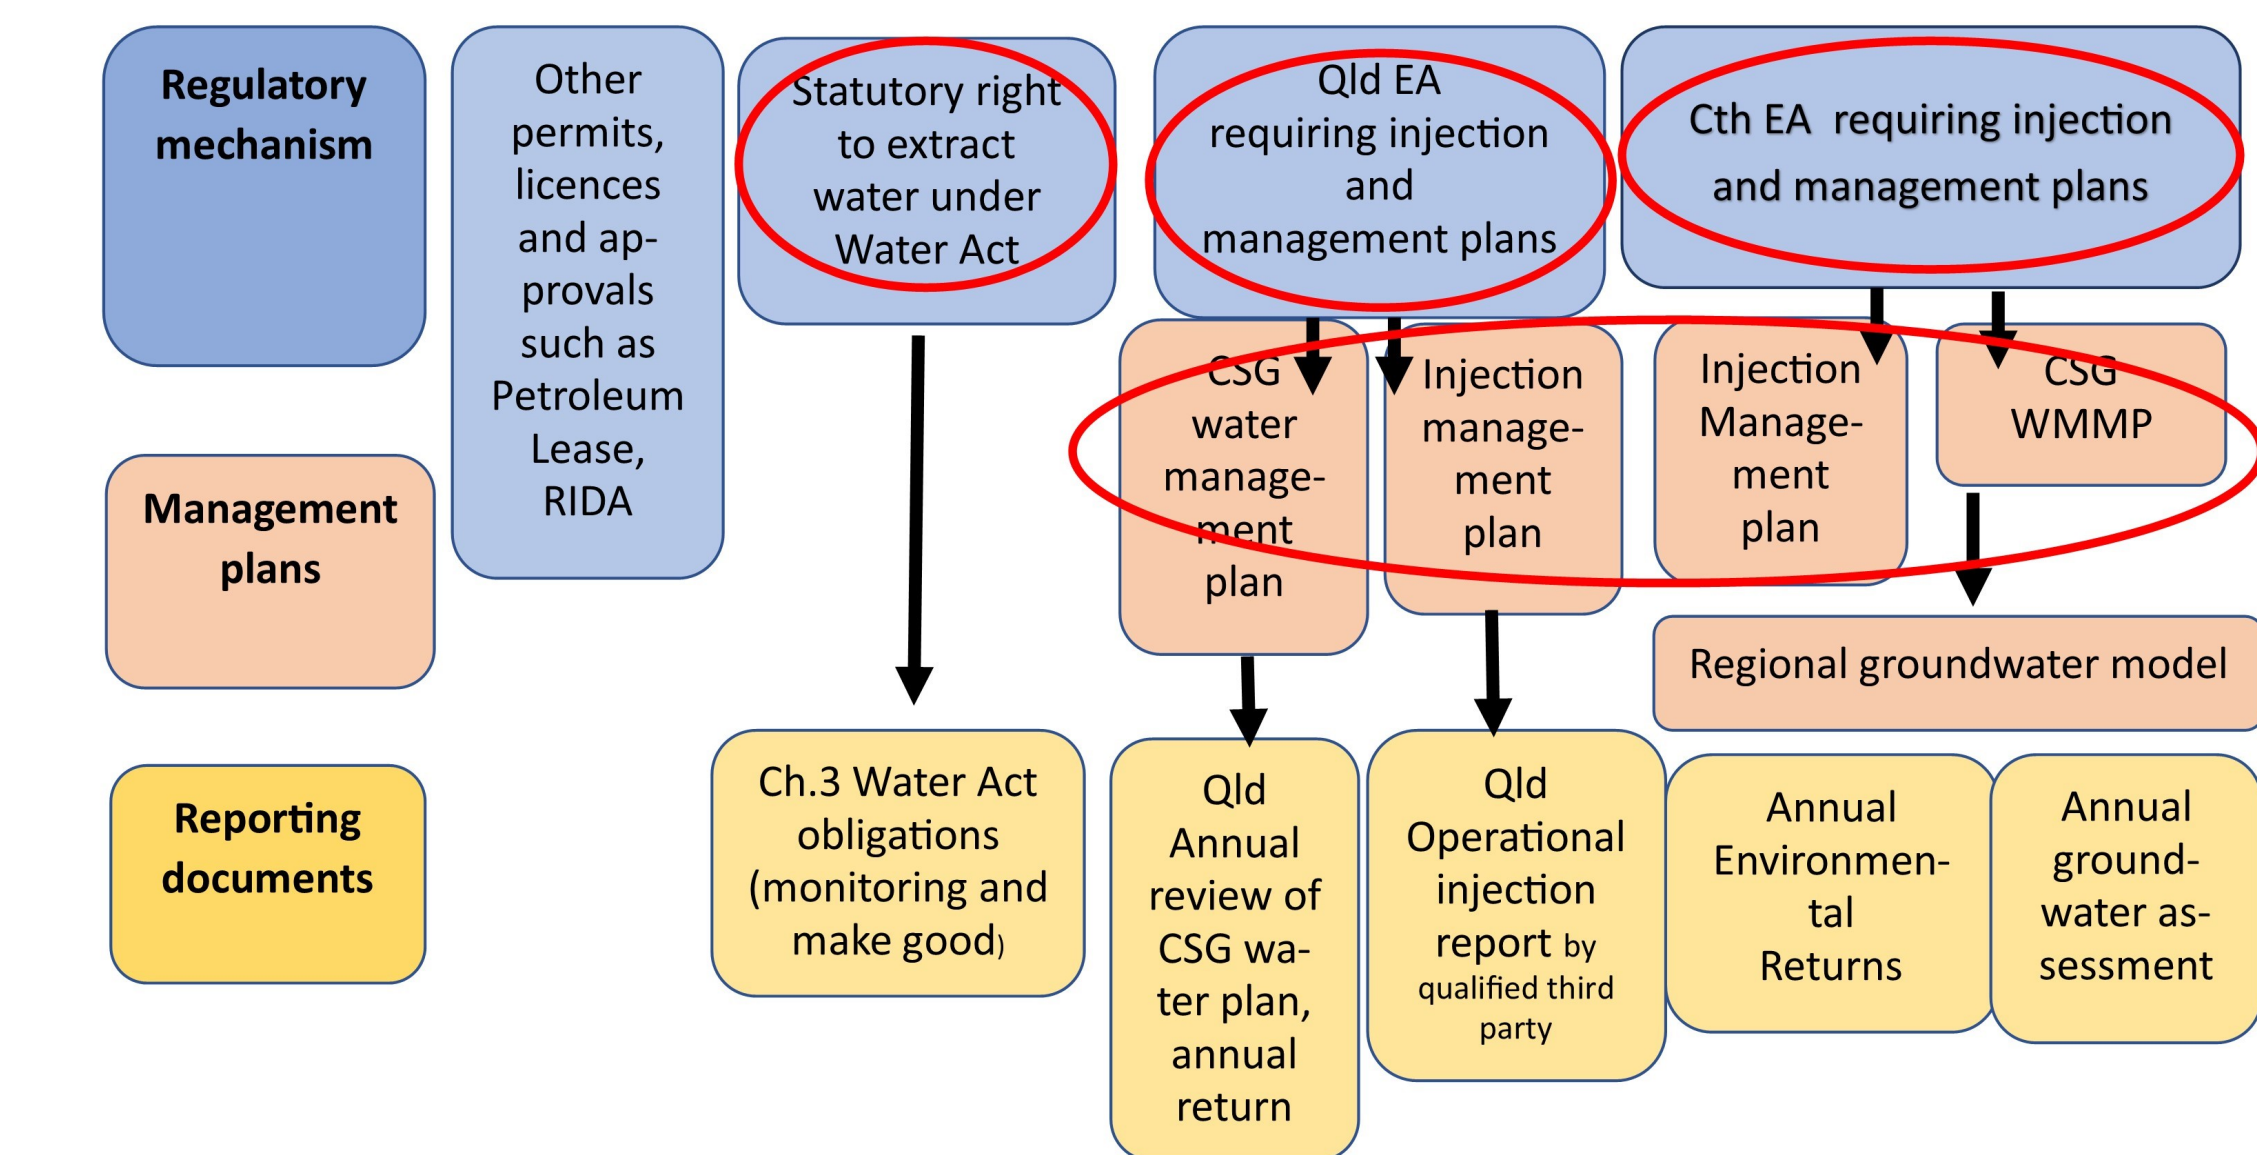 Regulatory
mechanism
Other
permits,
licences
and ap-
provals
such as
Petroleum
Lease,
RIDA
Statutory right
to extract
water under
Water Act
Qld EA
requiring injection
and
management plans
Cth EA requiring injection
and management plans
Management
plans
CSG
water
manage-
ment
plan
Injection
manage-
ment
plan
Injection
Manage-
ment
plan
CSG
WMMP
Regional groundwater model
Reporting
documents
Ch.3 Water Act
obligations
(monitoring and
make good)
Qld
Annual
review of
CSG wa-
ter plan,
annual
return
Qld
Operational
injection
report by
qualified third
party
Annual
Environmen-
tal
Returns
Annual
ground-
water as-
sessment